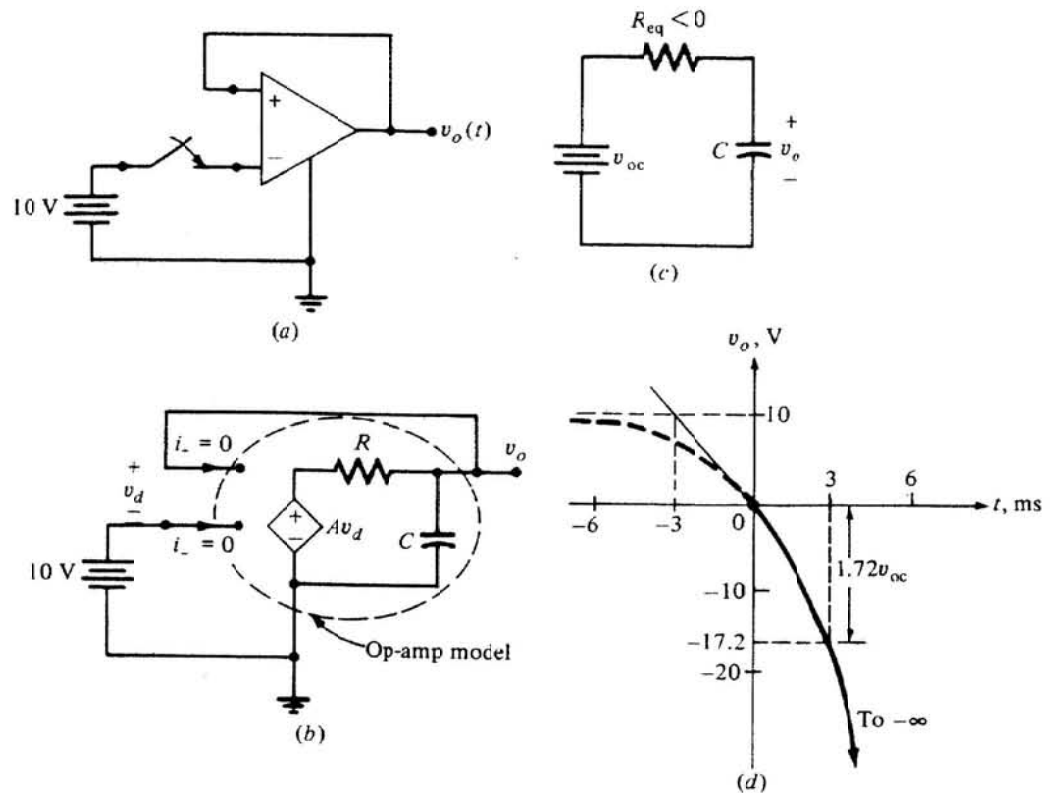 +
−
v_o(t)
10 V
(a)
R_eq < 0
v_oc
C
+
v_o
−
(c)
i_- = 0
R
v_o
+
v_d
−
i_- = 0
+
−
Av_d
C
10 V
Op-amp model
(b)
v_o, V
10
3
6
-6
-3
0
t, ms
1.72v_oc
-10
-17.2
-20
To -∞
(d)